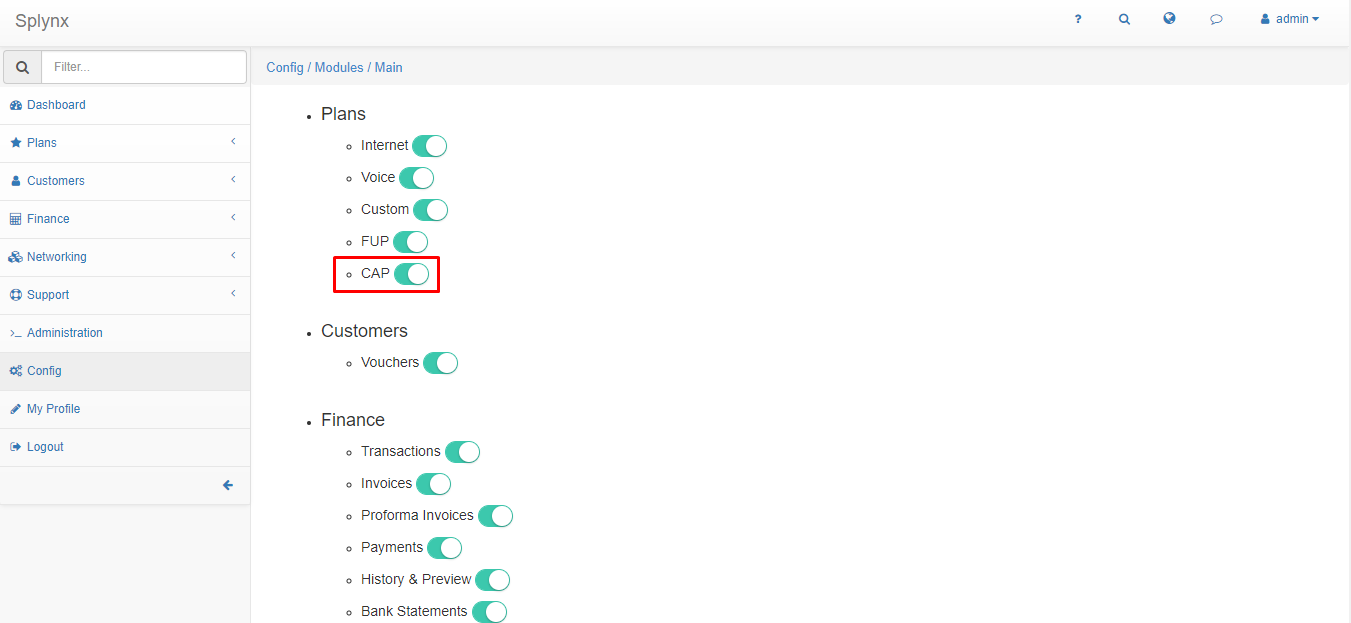 Splynx
? admin
Filter...
Config / Modules / Main
Dashboard
Plans
Customers
Finance
Networking
Support
Administration
Config
My Profile
Logout
Plans
Internet
Voice
Custom
FUP
CAP
Customers
Vouchers
Finance
Transactions
Invoices
Proforma Invoices
Payments
History & Preview
Bank Statements